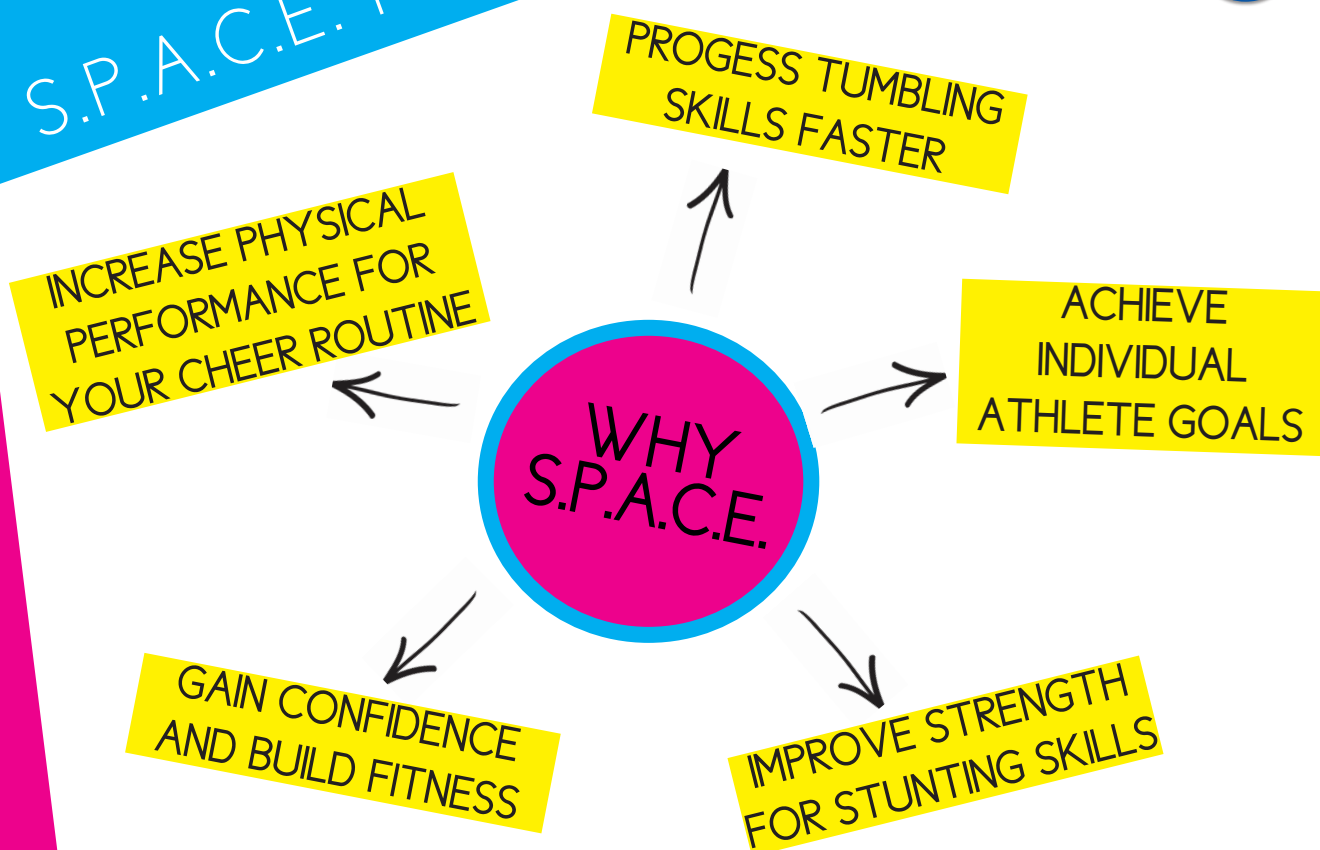 S.P.A.C.E.
PROGESS TUMBLING
SKILLS FASTER
INCREASE PHYSICAL
PERFORMANCE FOR
YOUR CHEER ROUTINE
ACHIEVE
INDIVIDUAL
ATHLETE GOALS
WHY
S.P.A.C.E.
GAIN CONFIDENCE
AND BUILD FITNESS
IMPROVE STRENGTH
FOR STUNTING SKILLS